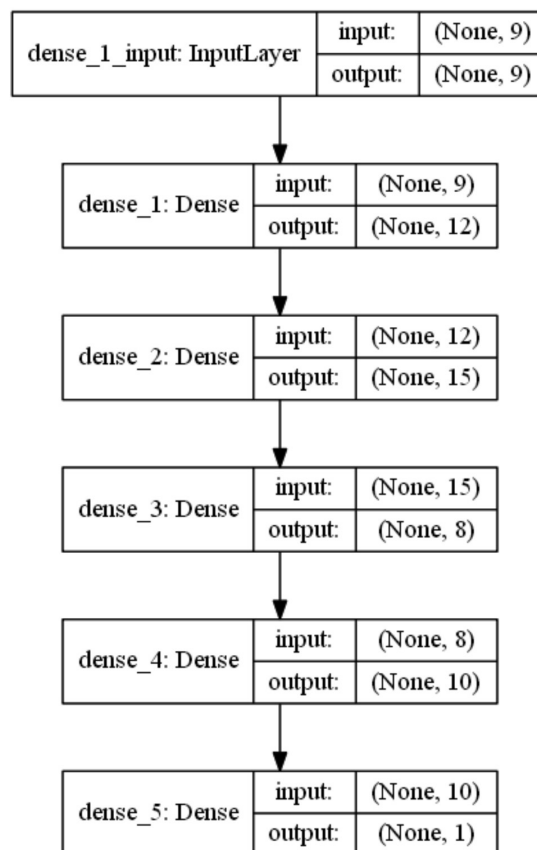 dense_1_input: InputLayer
input: (None, 9)
output: (None, 9)
dense_1: Dense
input: (None, 9)
output: (None, 12)
dense_2: Dense
input: (None, 12)
output: (None, 15)
dense_3: Dense
input: (None, 15)
output: (None, 8)
dense_4: Dense
input: (None, 8)
output: (None, 10)
dense_5: Dense
input: (None, 10)
output: (None, 1)